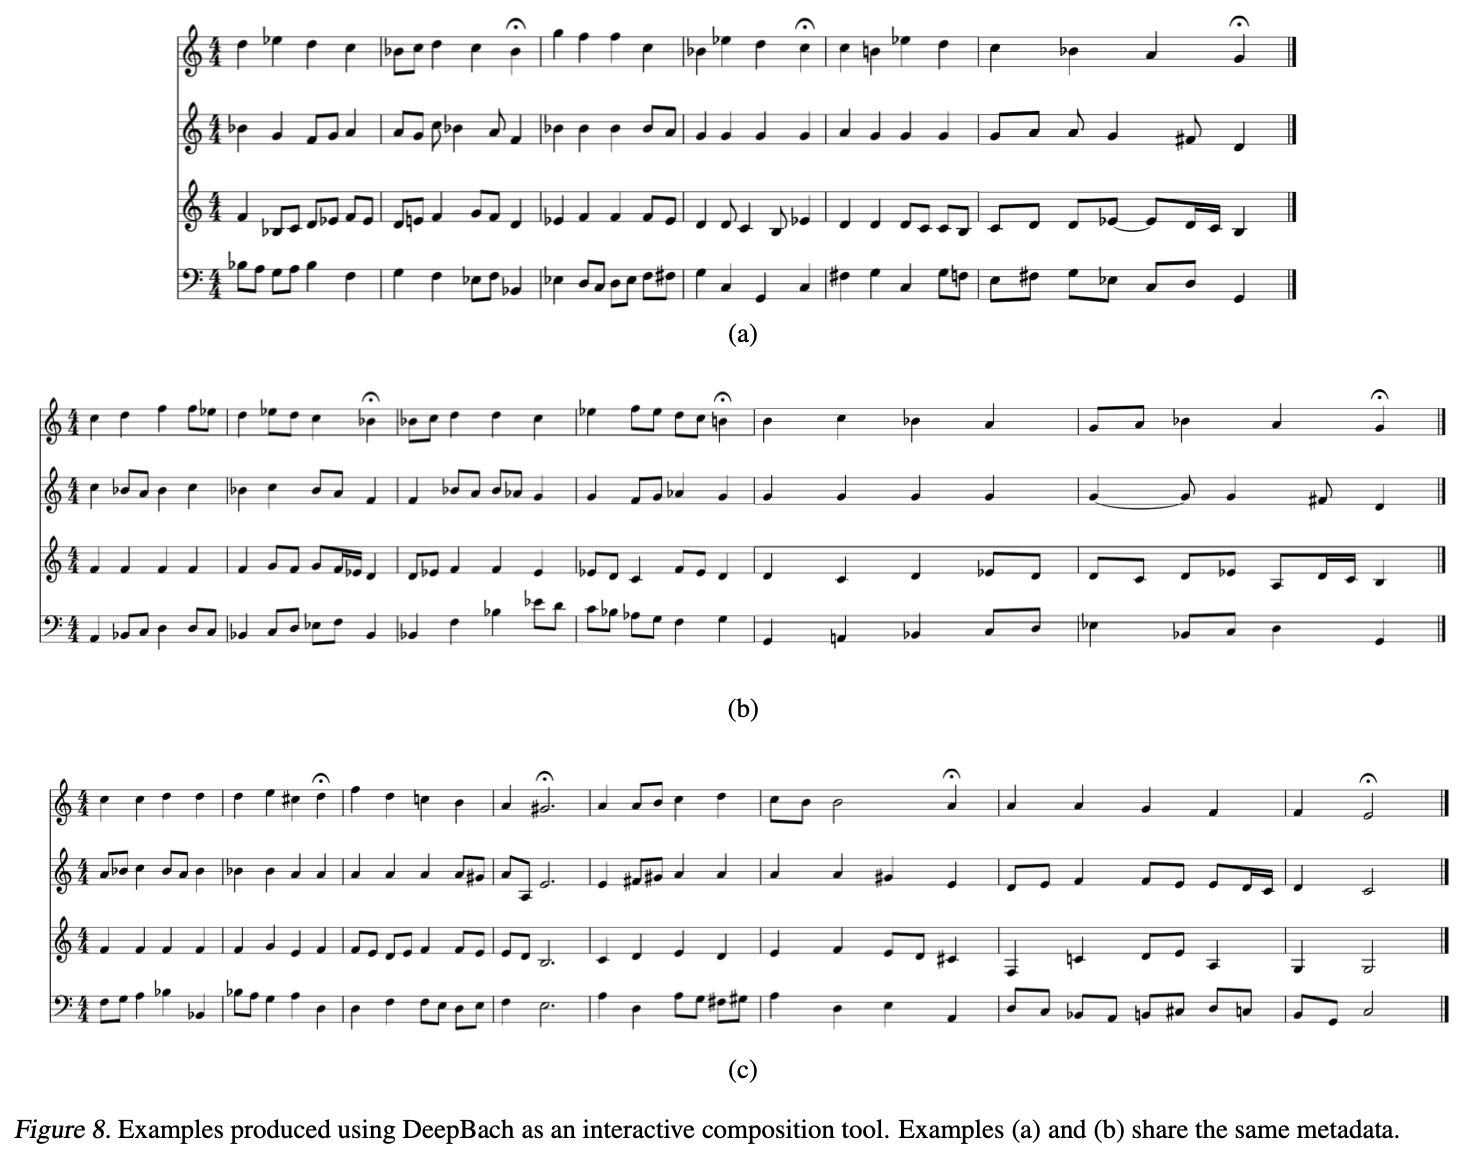 (a)
(b)
(c)
Figure 8. Examples produced using DeepBach as an interactive composition tool. Examples (a) and (b) share the same metadata.